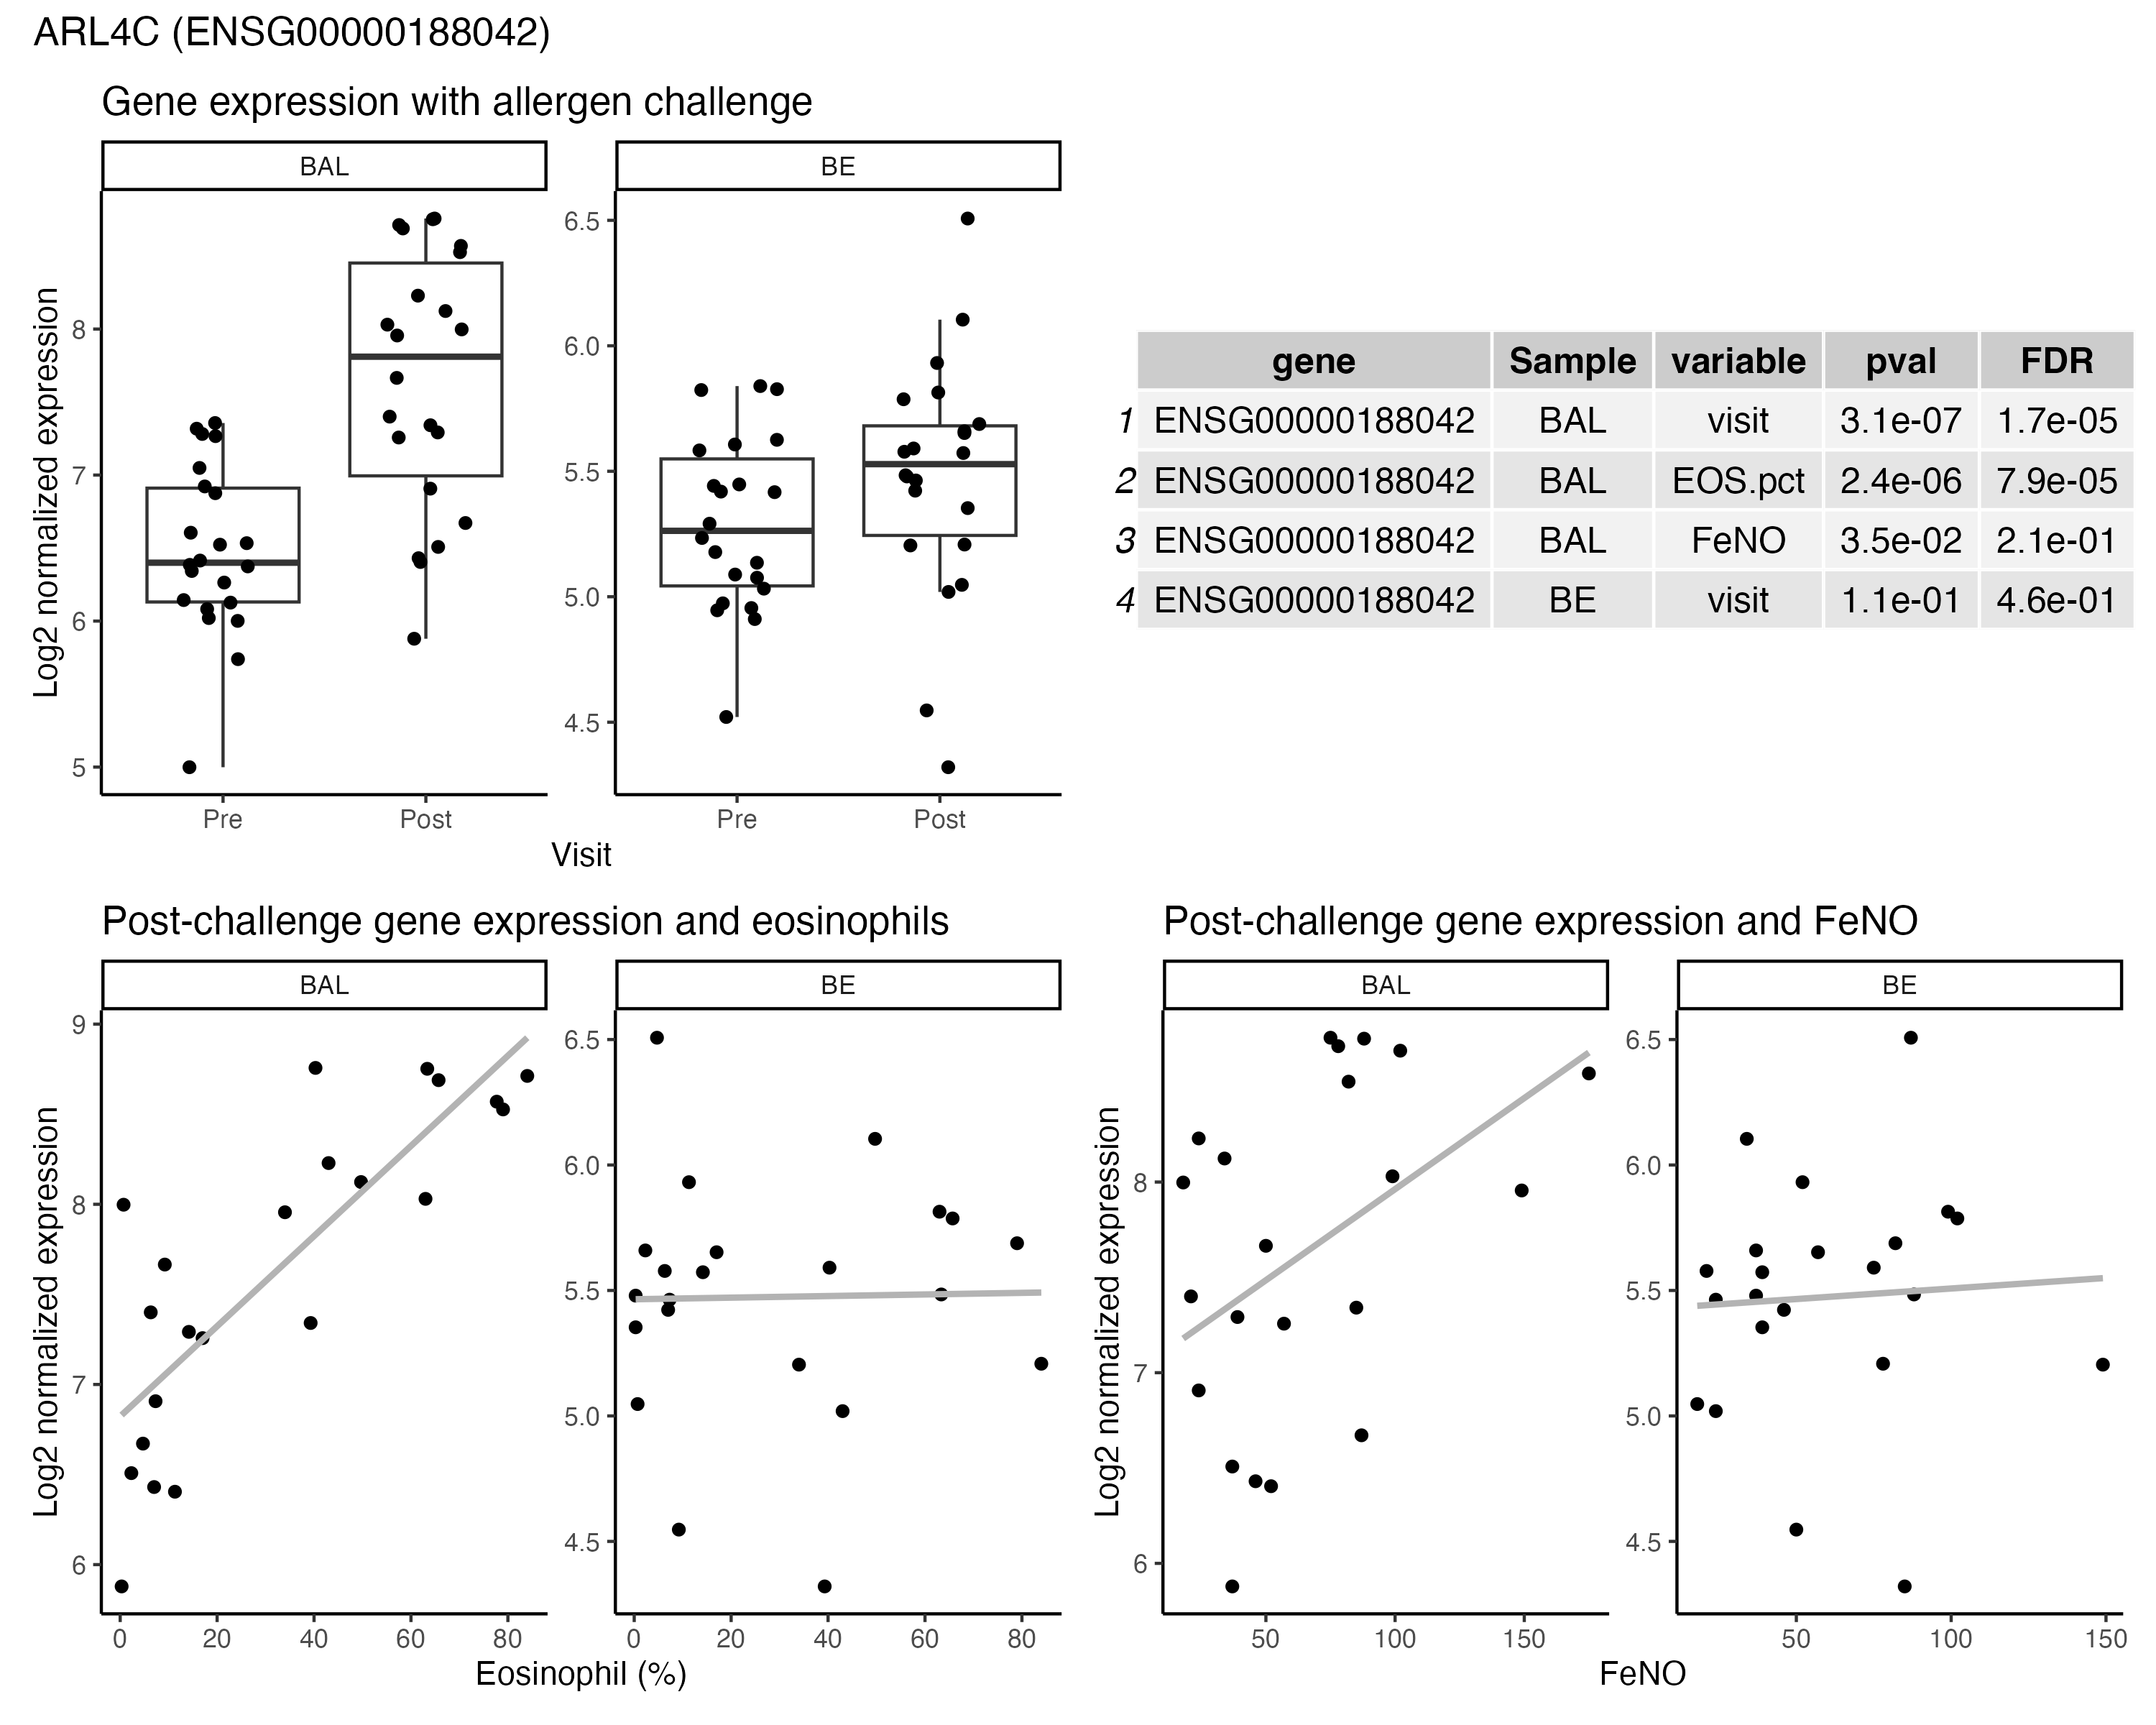 ARL4C (ENSG00000188042)
Gene expression with allergen challenge
BAL
BE
Log2 normalized expression
8
7
6
5
6.5
6.0
5.5
5.0
4.5
Pre
Post
Pre
Post
Visit
gene Sample variable pval FDR
1 ENSG00000188042 BAL visit 3.1e-07 1.7e-05
2 ENSG00000188042 BAL EOS.pct 2.4e-06 7.9e-05
3 ENSG00000188042 BAL FeNO 3.5e-02 2.1e-01
4 ENSG00000188042 BE visit 1.1e-01 4.6e-01
Post-challenge gene expression and eosinophils
BAL
BE
Log2 normalized expression
9
8
7
6
6.5
6.0
5.5
5.0
4.5
0 20 40 60 80
0 20 40 60 80
Eosinophil (%)
Post-challenge gene expression and FeNO
BAL
BE
Log2 normalized expression
8
7
6
6.5
6.0
5.5
5.0
4.5
50 100 150
50 100 150
FeNO